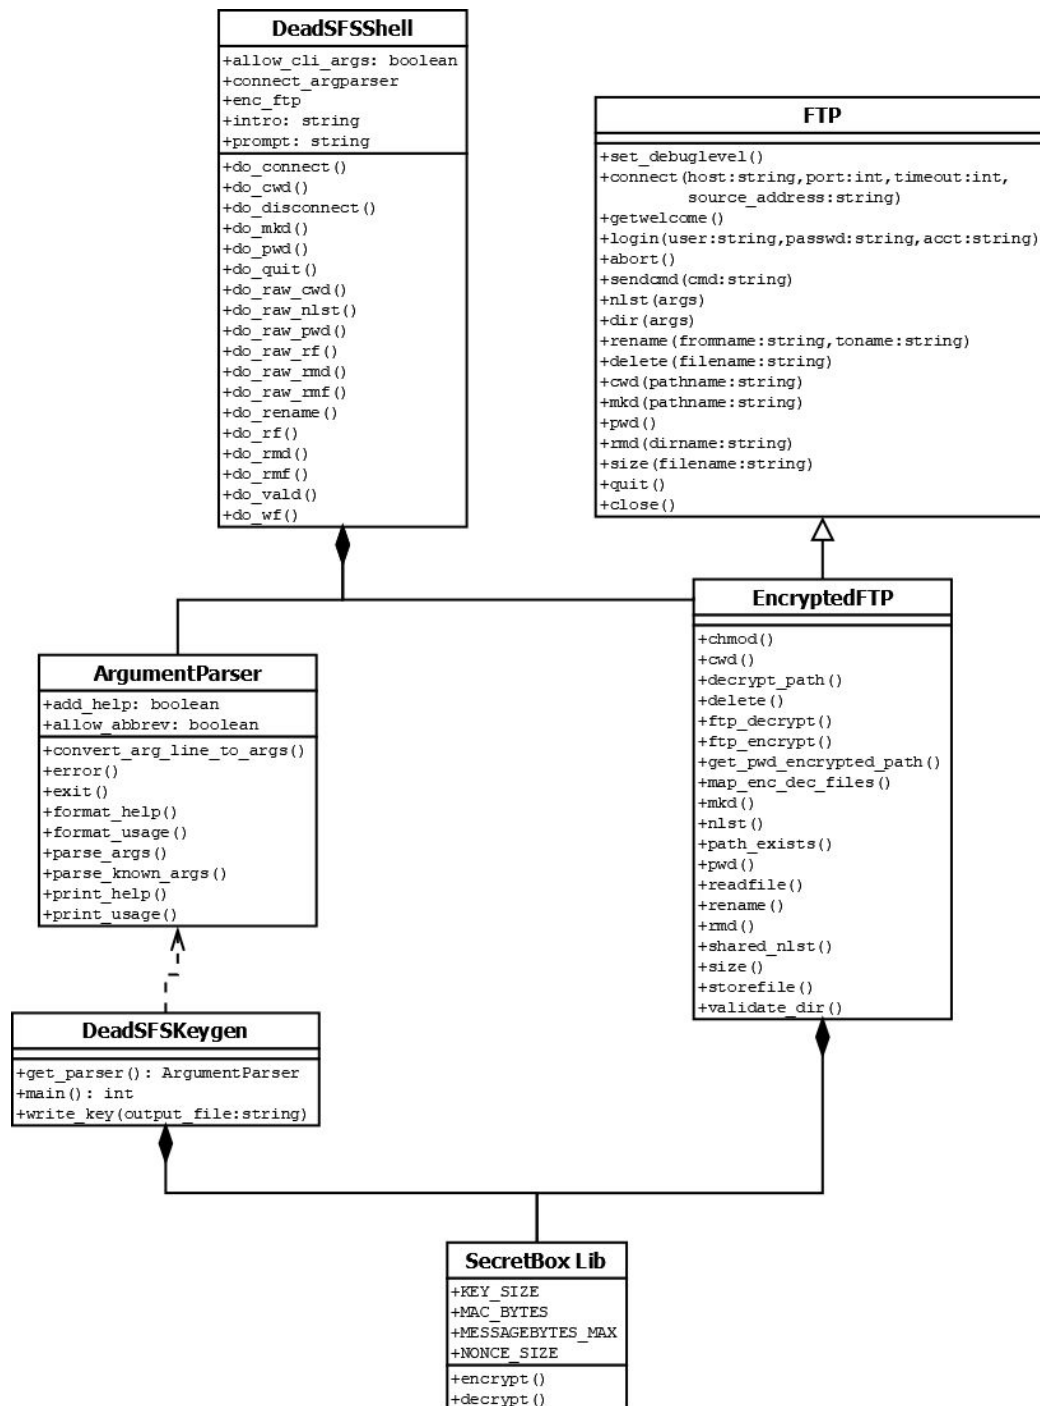 DeadSFSShell
+allow_cli_args: boolean
+connect_argparser
+enc_ftp
+intro: string
+prompt: string
+do_connect()
+do_cwd()
+do_disconnect()
+do_mkd()
+do_pwd()
+do_quit()
+do_raw_cwd()
+do_raw_nlst()
+do_raw_pwd()
+do_raw_rf()
+do_raw_rmd()
+do_raw_rmf()
+do_rename()
+do_rf()
+do_rmd()
+do_rmf()
+do_vald()
+do_wf()
FTP
+set_debuglevel()
+connect(host:string,port:int,timeout:int,
source_address:string)
+getwelcome()
+login(user:string,passwd:string,acct:string)
+abort()
+sendcmd(cmd:string)
+nlst(args)
+dir(args)
+rename(fromname:string,toname:string)
+delete(filename:string)
+cwd(pathname:string)
+mkd(pathname:string)
+pwd()
+rmd(dirname:string)
+size(filename:string)
+quit()
+close()
ArgumentParser
+add_help: boolean
+allow_abbrev: boolean
+convert_arg_line_to_args()
+error()
+exit()
+format_help()
+format_usage()
+parse_args()
+parse_known_args()
+print_help()
+print_usage()
EncryptedFTP
+chmod()
+cwd()
+decrypt_path()
+delete()
+ftp_decrypt()
+ftp_encrypt()
+get_pwd_encrypted_path()
+map_enc_dec_files()
+mkd()
+nlst()
+path_exists()
+pwd()
+readfile()
+rename()
+rmd()
+shared_nlst()
+size()
+storefile()
+validate_dir()
DeadSFSKeygen
+get_parser(): ArgumentParser
+main(): int
+write_key(output_file:string)
SecretBox Lib
+KEY_SIZE
+MAC_BYTES
+MESSAGEBYTES_MAX
+NONCE_SIZE
+encrypt()
+decrypt()